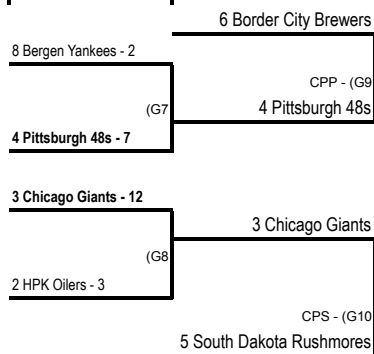 6 Border City Brewers
8 Bergen Yankees - 2
CPP - (G9
(G7
4 Pittsburgh 48s
4 Pittsburgh 48s - 7
3 Chicago Giants - 12
3 Chicago Giants
(G8
2 HPK Oilers - 3
CPS - (G10
5 South Dakota Rushmores